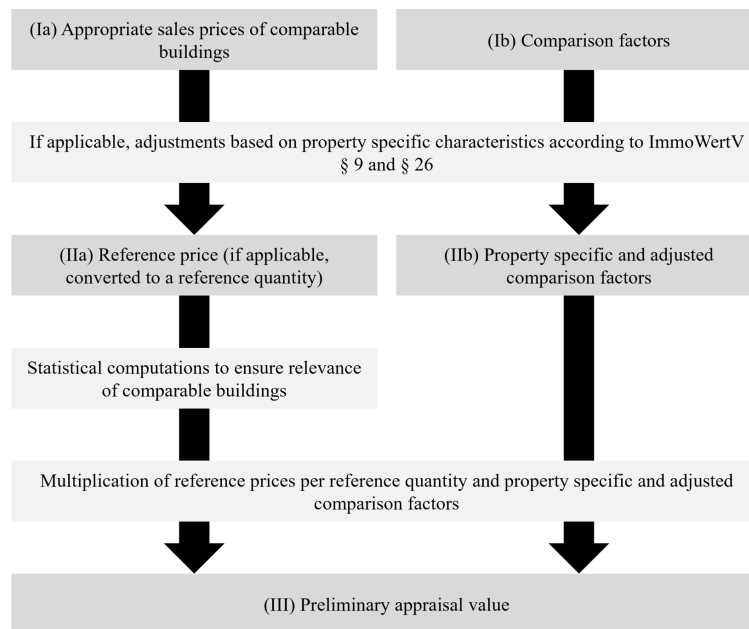 (Ia) Appropriate sales prices of comparable
buildings
(Ib) Comparison factors
If applicable, adjustments based on property specific characteristics according to ImmoWertV
§ 9 and § 26
(IIa) Reference price (if applicable,
converted to a reference quantity)
(IIb) Property specific and adjusted
comparison factors
Statistical computations to ensure relevance
of comparable buildings
Multiplication of reference prices per reference quantity and property specific and adjusted
comparison factors
(III) Preliminary appraisal value